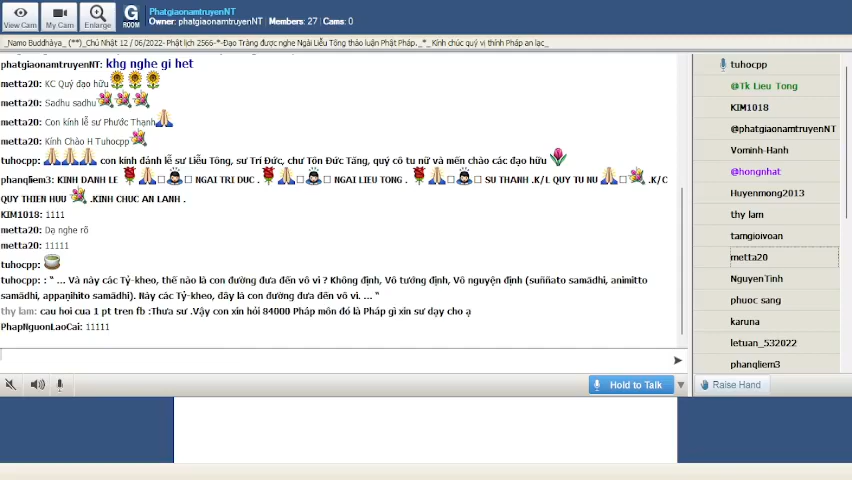 View Cam
My Cam
Enlarge
G
ROOM
PhatgiaonamtruyenNT
Owner: phatgiaonamtruyenNT | Members: 27 | Cams: 0
_Namo Buddhāya_ (**)_Chủ Nhật 12 / 06/2022- Phật lịch 2566-*-Đạo Tràng được nghe Ngài Liễu Tông thảo luận Phật Pháp._*_ Kính chúc quý vị thính Pháp an lạc_
phatgiaonamtruyenNT: khg nghe gi het
metta20: KC Quý đạo hữu
metta20: Sadhu sadhu
metta20: Con kính lễ sư Phước Thạnh
metta20: Kính Chào H Tuhocpp
tuhocpp: con kính đảnh lễ sư Liễu Tông, sư Trí Đức, chư Tôn Đức Tăng, quý cô tu nữ và mến chào các đạo hữu
phanqliem3: KINH DANH LE NGAI TRI DUC . NGAI LIEU TONG . SU THANH .K/L QUY TU NU .K/C
QUY THIEN HUU .KINH CHUC AN LANH .
KIM1018: 1111
metta20: Dạ nghe rõ
metta20: 11111
tuhocpp:
tuhocpp: : " ... Và này các Tỷ-kheo, thế nào là con đường đưa đến vô vi ? Không định, Vô tướng định, Vô nguyện định (suññato samādhi, animitto
samādhi, appaṇihito samādhi). Này các Tỷ-kheo, đây là con đường đưa đến vô vi. ... "
thy lam: cau hoi cua 1 pt tren fb :Thưa sư .Vậy con xin hỏi 84000 Pháp môn đó là Pháp gì xin sư dạy cho ạ
PhapNguonLaoCai: 11111
Hold to Talk
tuhocpp
@Tk Lieu Tong
KIM1018
@phatgiaonamtruyenNT
Vominh-Hanh
@hongnhat
Huyenmong2013
thy lam
tamgioivoan
metta20
NguyenTinh
phuoc sang
karuna
letuan_532022
phanqliem3
Raise Hand